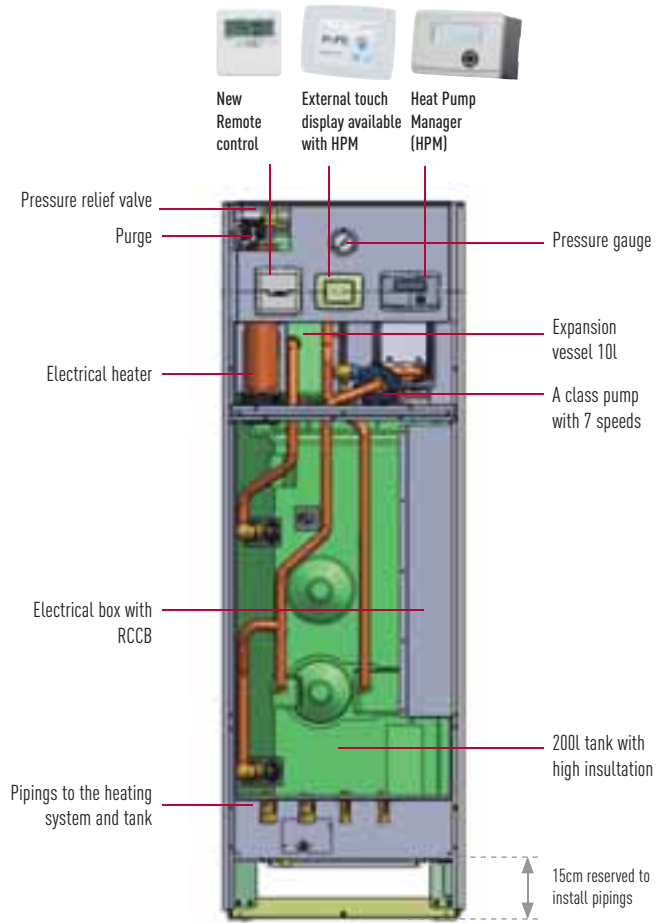 New
Remote
control
External touch
display available
with HPM
Heat Pump
Manager
(HPM)
Pressure relief valve
Purge
Pressure gauge
Expansion
vessel 10l
Electrical heater
A class pump
with 7 speeds
Electrical box with
RCCB
200l tank with
high insultation
Pipings to the heating
system and tank
15cm reserved to
install pipings